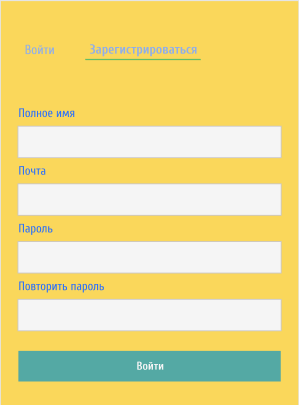 Войти Зарегистрироваться
Полное имя
Почта
Пароль
Повторить пароль
Войти